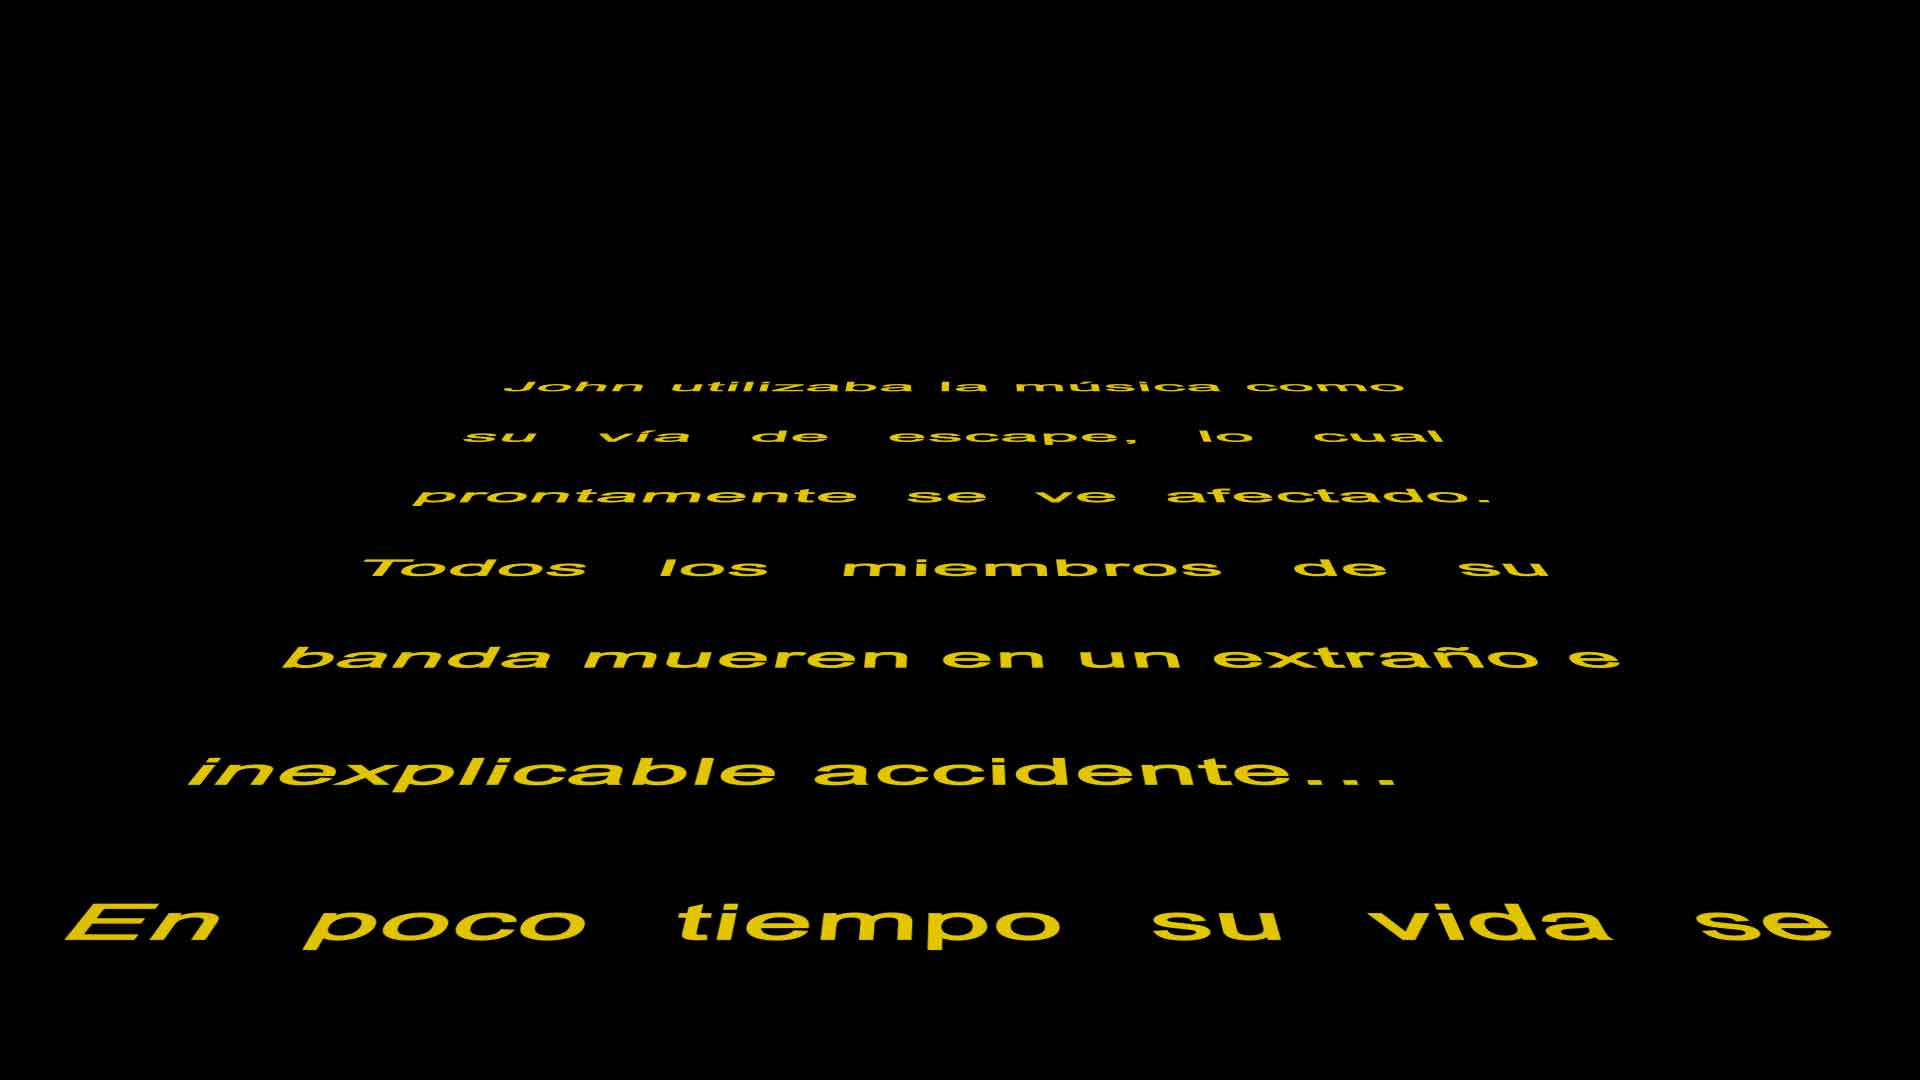 John utilizaba la música como
su vía de escape, lo cual
prontamente se ve afectado.
Todos los miembros de su
banda mueren en un extraño e
inexplicable accidente...
En poco tiempo su vida se